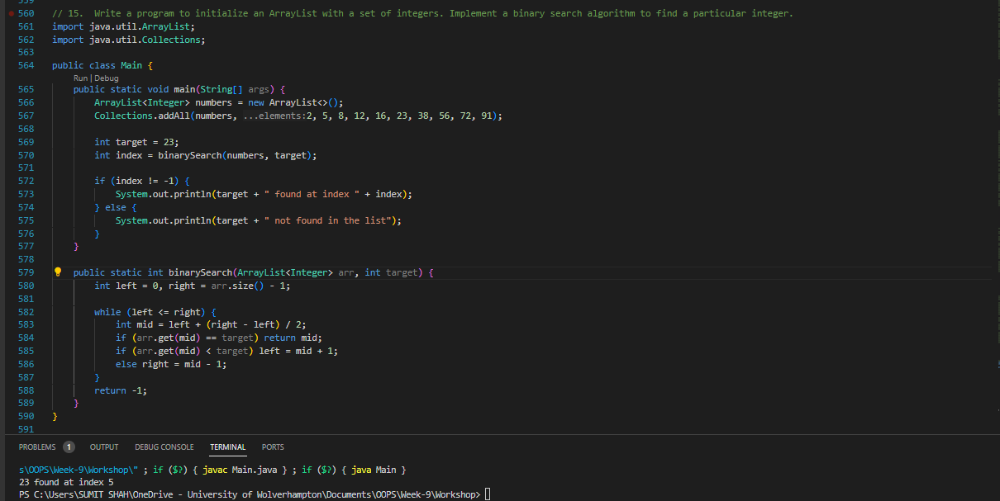 559
560 // 15.  Write a program to initialize an ArrayList with a set of integers. Implement a binary search algorithm to find a particular integer.
561 import java.util.ArrayList;
562 import java.util.Collections;
563
564 public class Main {
Run | Debug
565     public static void main(String[] args) {
566         ArrayList<Integer> numbers = new ArrayList<>();
567         Collections.addAll(numbers, ...elements:2, 5, 8, 12, 16, 23, 38, 56, 72, 91);
568
569         int target = 23;
570         int index = binarySearch(numbers, target);
571
572         if (index != -1) {
573             System.out.println(target + " found at index " + index);
574         } else {
575             System.out.println(target + " not found in the list");
576         }
577     }
578
579     public static int binarySearch(ArrayList<Integer> arr, int target) {
580         int left = 0, right = arr.size() - 1;
581
582         while (left <= right) {
583             int mid = left + (right - left) / 2;
584             if (arr.get(mid) == target) return mid;
585             if (arr.get(mid) < target) left = mid + 1;
586             else right = mid - 1;
587         }
588         return -1;
589     }
590 }
591
PROBLEMS 1 OUTPUT DEBUG CONSOLE TERMINAL PORTS
s\OOPS\Week-9\Workshop\" ; if ($?) { javac Main.java } ; if ($?) { java Main }
23 found at index 5
PS C:\Users\SUMIT SHAH\OneDrive - University of Wolverhampton\Documents\OOPS\Week-9\Workshop>